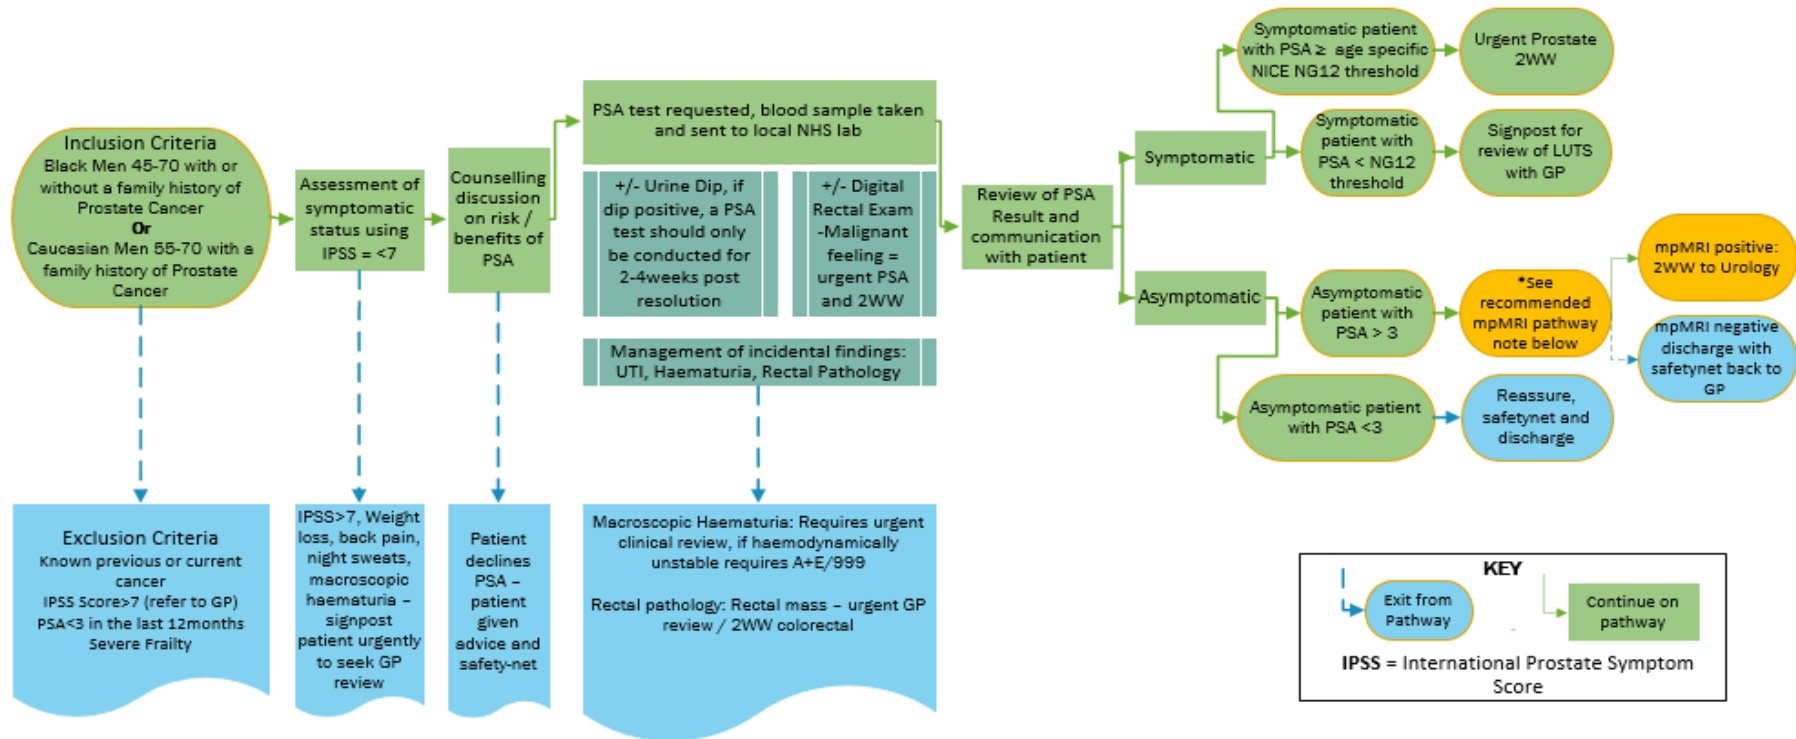 Inclusion Criteria
Black Men 45-70 with or
without a family history of
Prostate Cancer
Or
Caucasian Men 55-70 with a
family history of Prostate
Cancer
Assessment of
symptomatic
status using
IPSS = <7
Counselling
discussion
on risk /
benefits of
PSA
PSA test requested, blood sample taken
and sent to local NHS lab
+/- Urine Dip, if
dip positive, a PSA
test should only
be conducted for
2-4weeks post
resolution
+/- Digital
Rectal Exam
-Malignant
feeling =
urgent PSA
and 2WW
Management of incidental findings:
UTI, Haematuria, Rectal Pathology
Review of PSA
Result and
communication
with patient
Symptomatic
Asymptomatic
Symptomatic patient
with PSA ≥ age specific
NICE NG12 threshold
Urgent Prostate
2WW
Symptomatic
patient with
PSA < NG12
threshold
Signpost for
review of LUTS
with GP
Asymptomatic
patient with
PSA > 3
*See
recommended
mpMRI pathway
note below
mpMRI positive:
2WW to Urology
mpMRI negative
discharge with
safetynet back to
GP
Asymptomatic patient
with PSA <3
Reassure,
safetynet and
discharge
Exclusion Criteria
Known previous or current
cancer
IPSS Score>7 (refer to GP)
PSA<3 in the last 12months
Severe Frailty
IPSS>7, Weight
loss, back pain,
night sweats,
macroscopic
haematuria –
signpost
patient urgently
to seek GP
review
Patient
declines
PSA –
patient
given
advice and
safety-net
Macroscopic Haematuria: Requires urgent
clinical review, if haemodynamically
unstable requires A+E/999
Rectal pathology: Rectal mass – urgent GP
review / 2WW colorectal
KEY
Exit from
Pathway
Continue on
pathway
IPSS = International Prostate Symptom
Score